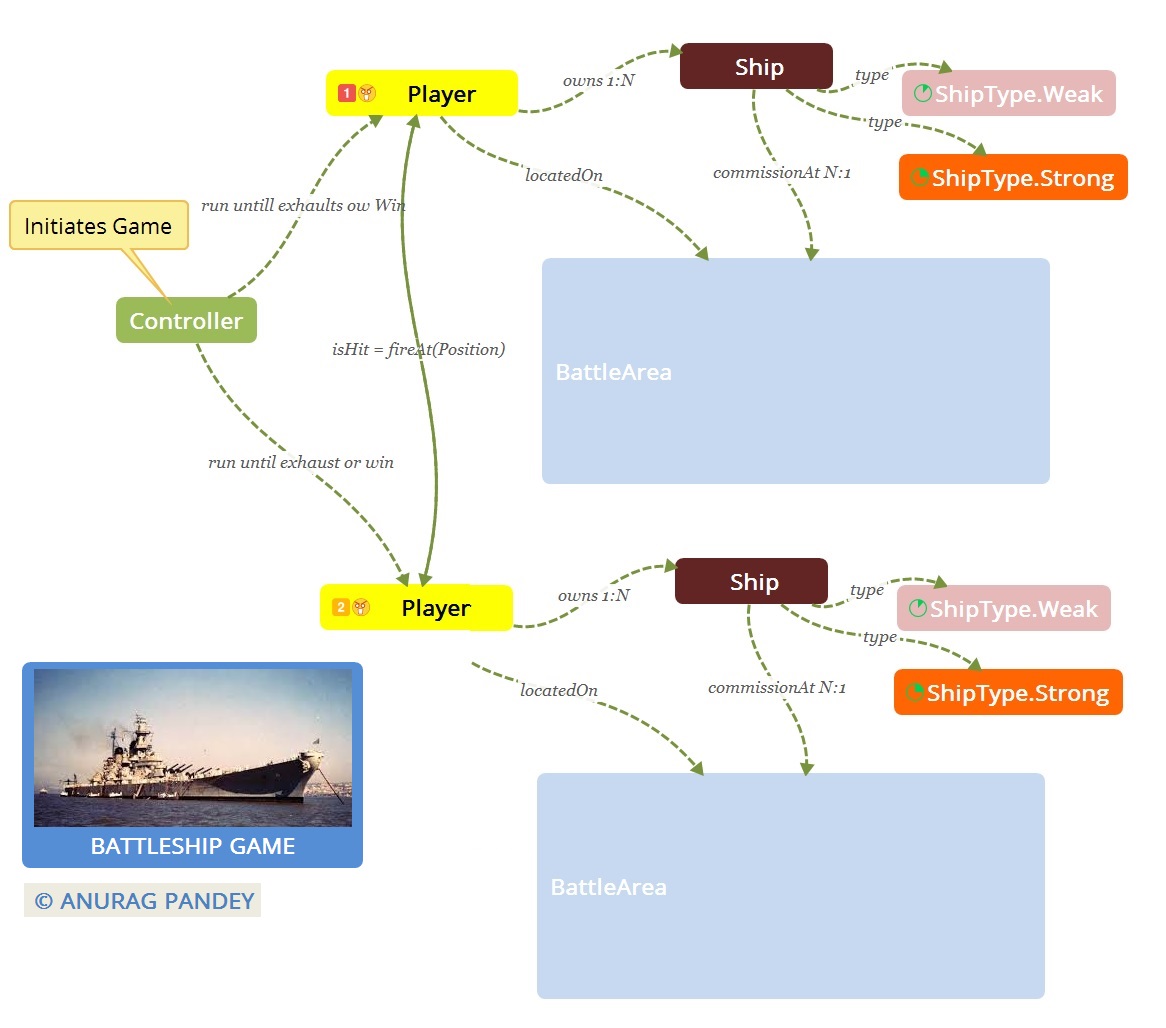 Ship
owns 1:N
type
1 Player
ShipType.Weak
type
locatedOn
commissionAt N:1
ShipType.Strong
run untill exhaults ow Win
Initiates Game
Controller
isHit = fireAt(Position)
BattleArea
run until exhaust or win
Ship
owns 1:N
type
2 Player
ShipType.Weak
type
locatedOn
commissionAt N:1
ShipType.Strong
BATTLESHIP GAME
BattleArea
© ANURAG PANDEY